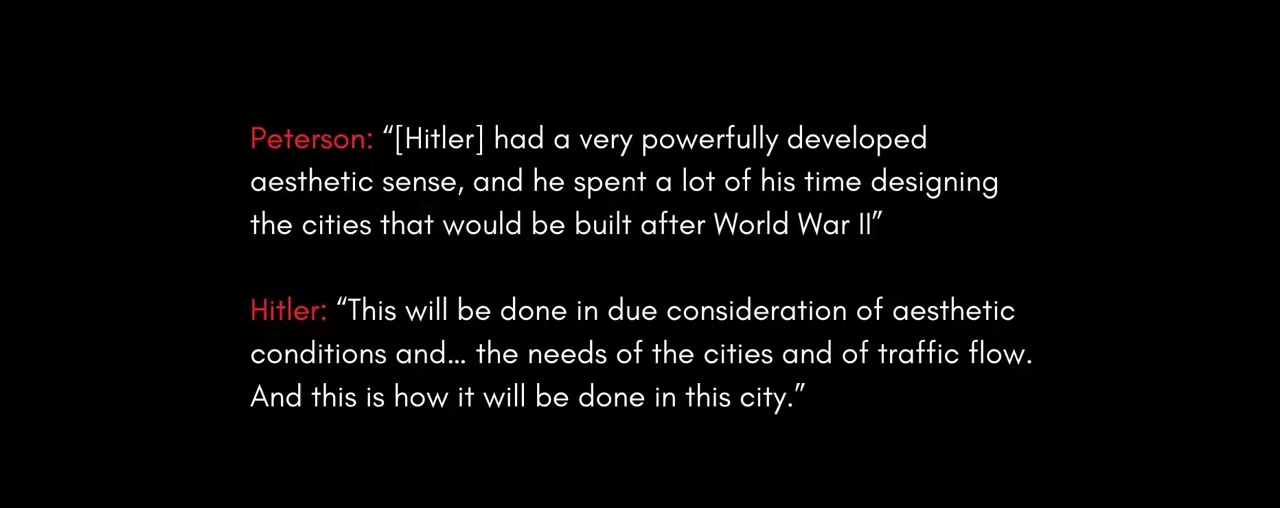 Peterson: “[Hitler] had a very powerfully developed
aesthetic sense, and he spent a lot of his time designing
the cities that would be built after World War II”
Hitler: “This will be done in due consideration of aesthetic
conditions and... the needs of the cities and of traffic flow.
And this is how it will be done in this city.”